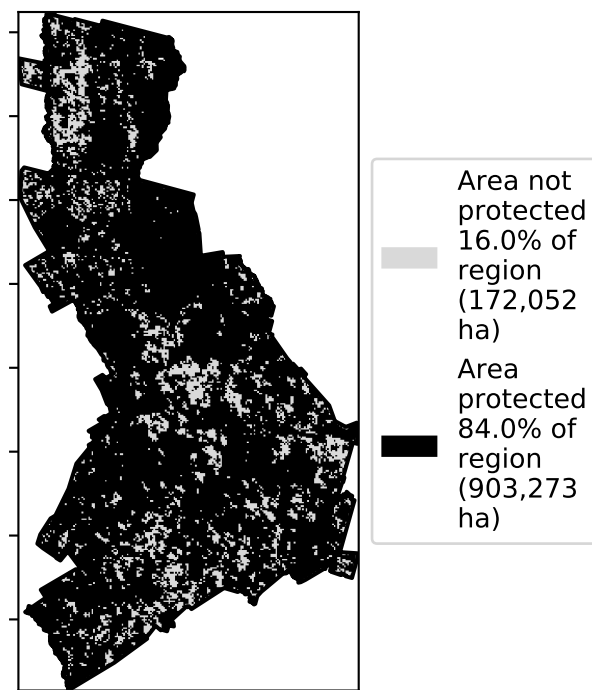 Area not
protected
16.0% of
region
(172,052
ha)
Area
protected
84.0% of
region
(903,273
ha)